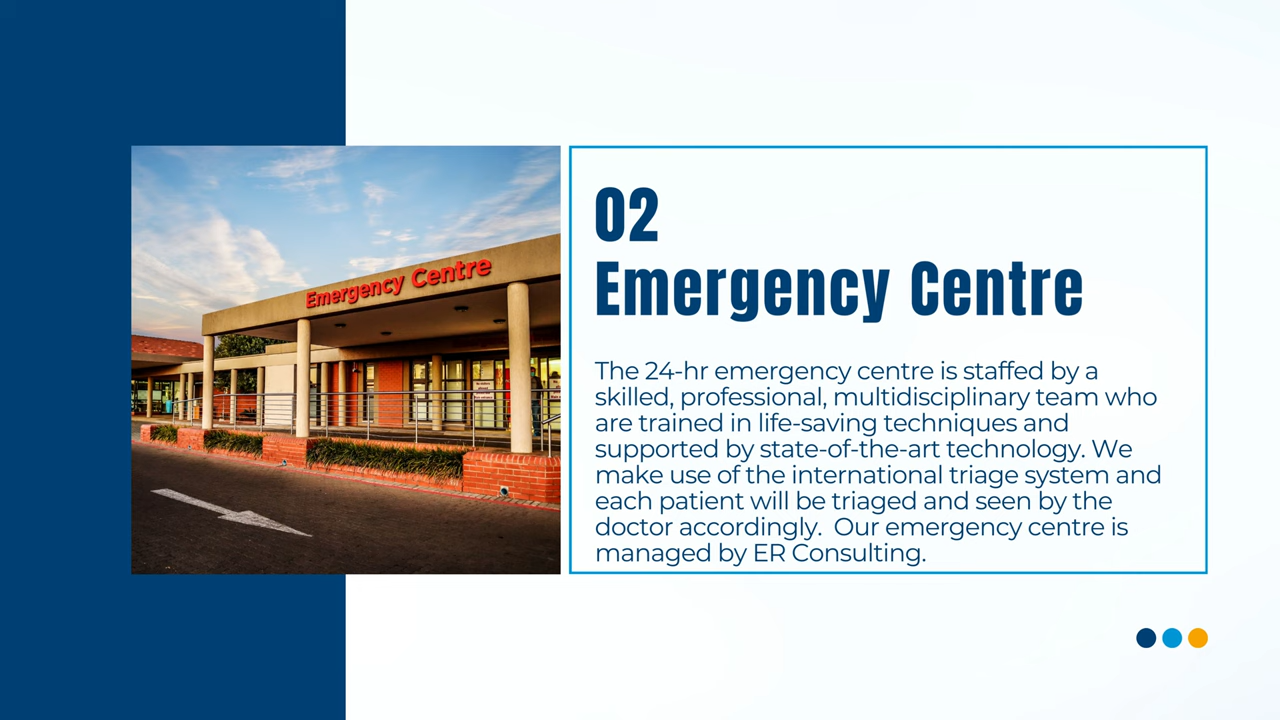 Emergency Centre
02
Emergency Centre
The 24-hr emergency centre is staffed by a
skilled, professional, multidisciplinary team who
are trained in life-saving techniques and
supported by state-of-the-art technology. We
make use of the international triage system and
each patient will be triaged and seen by the
doctor accordingly.  Our emergency centre is
managed by ER Consulting.